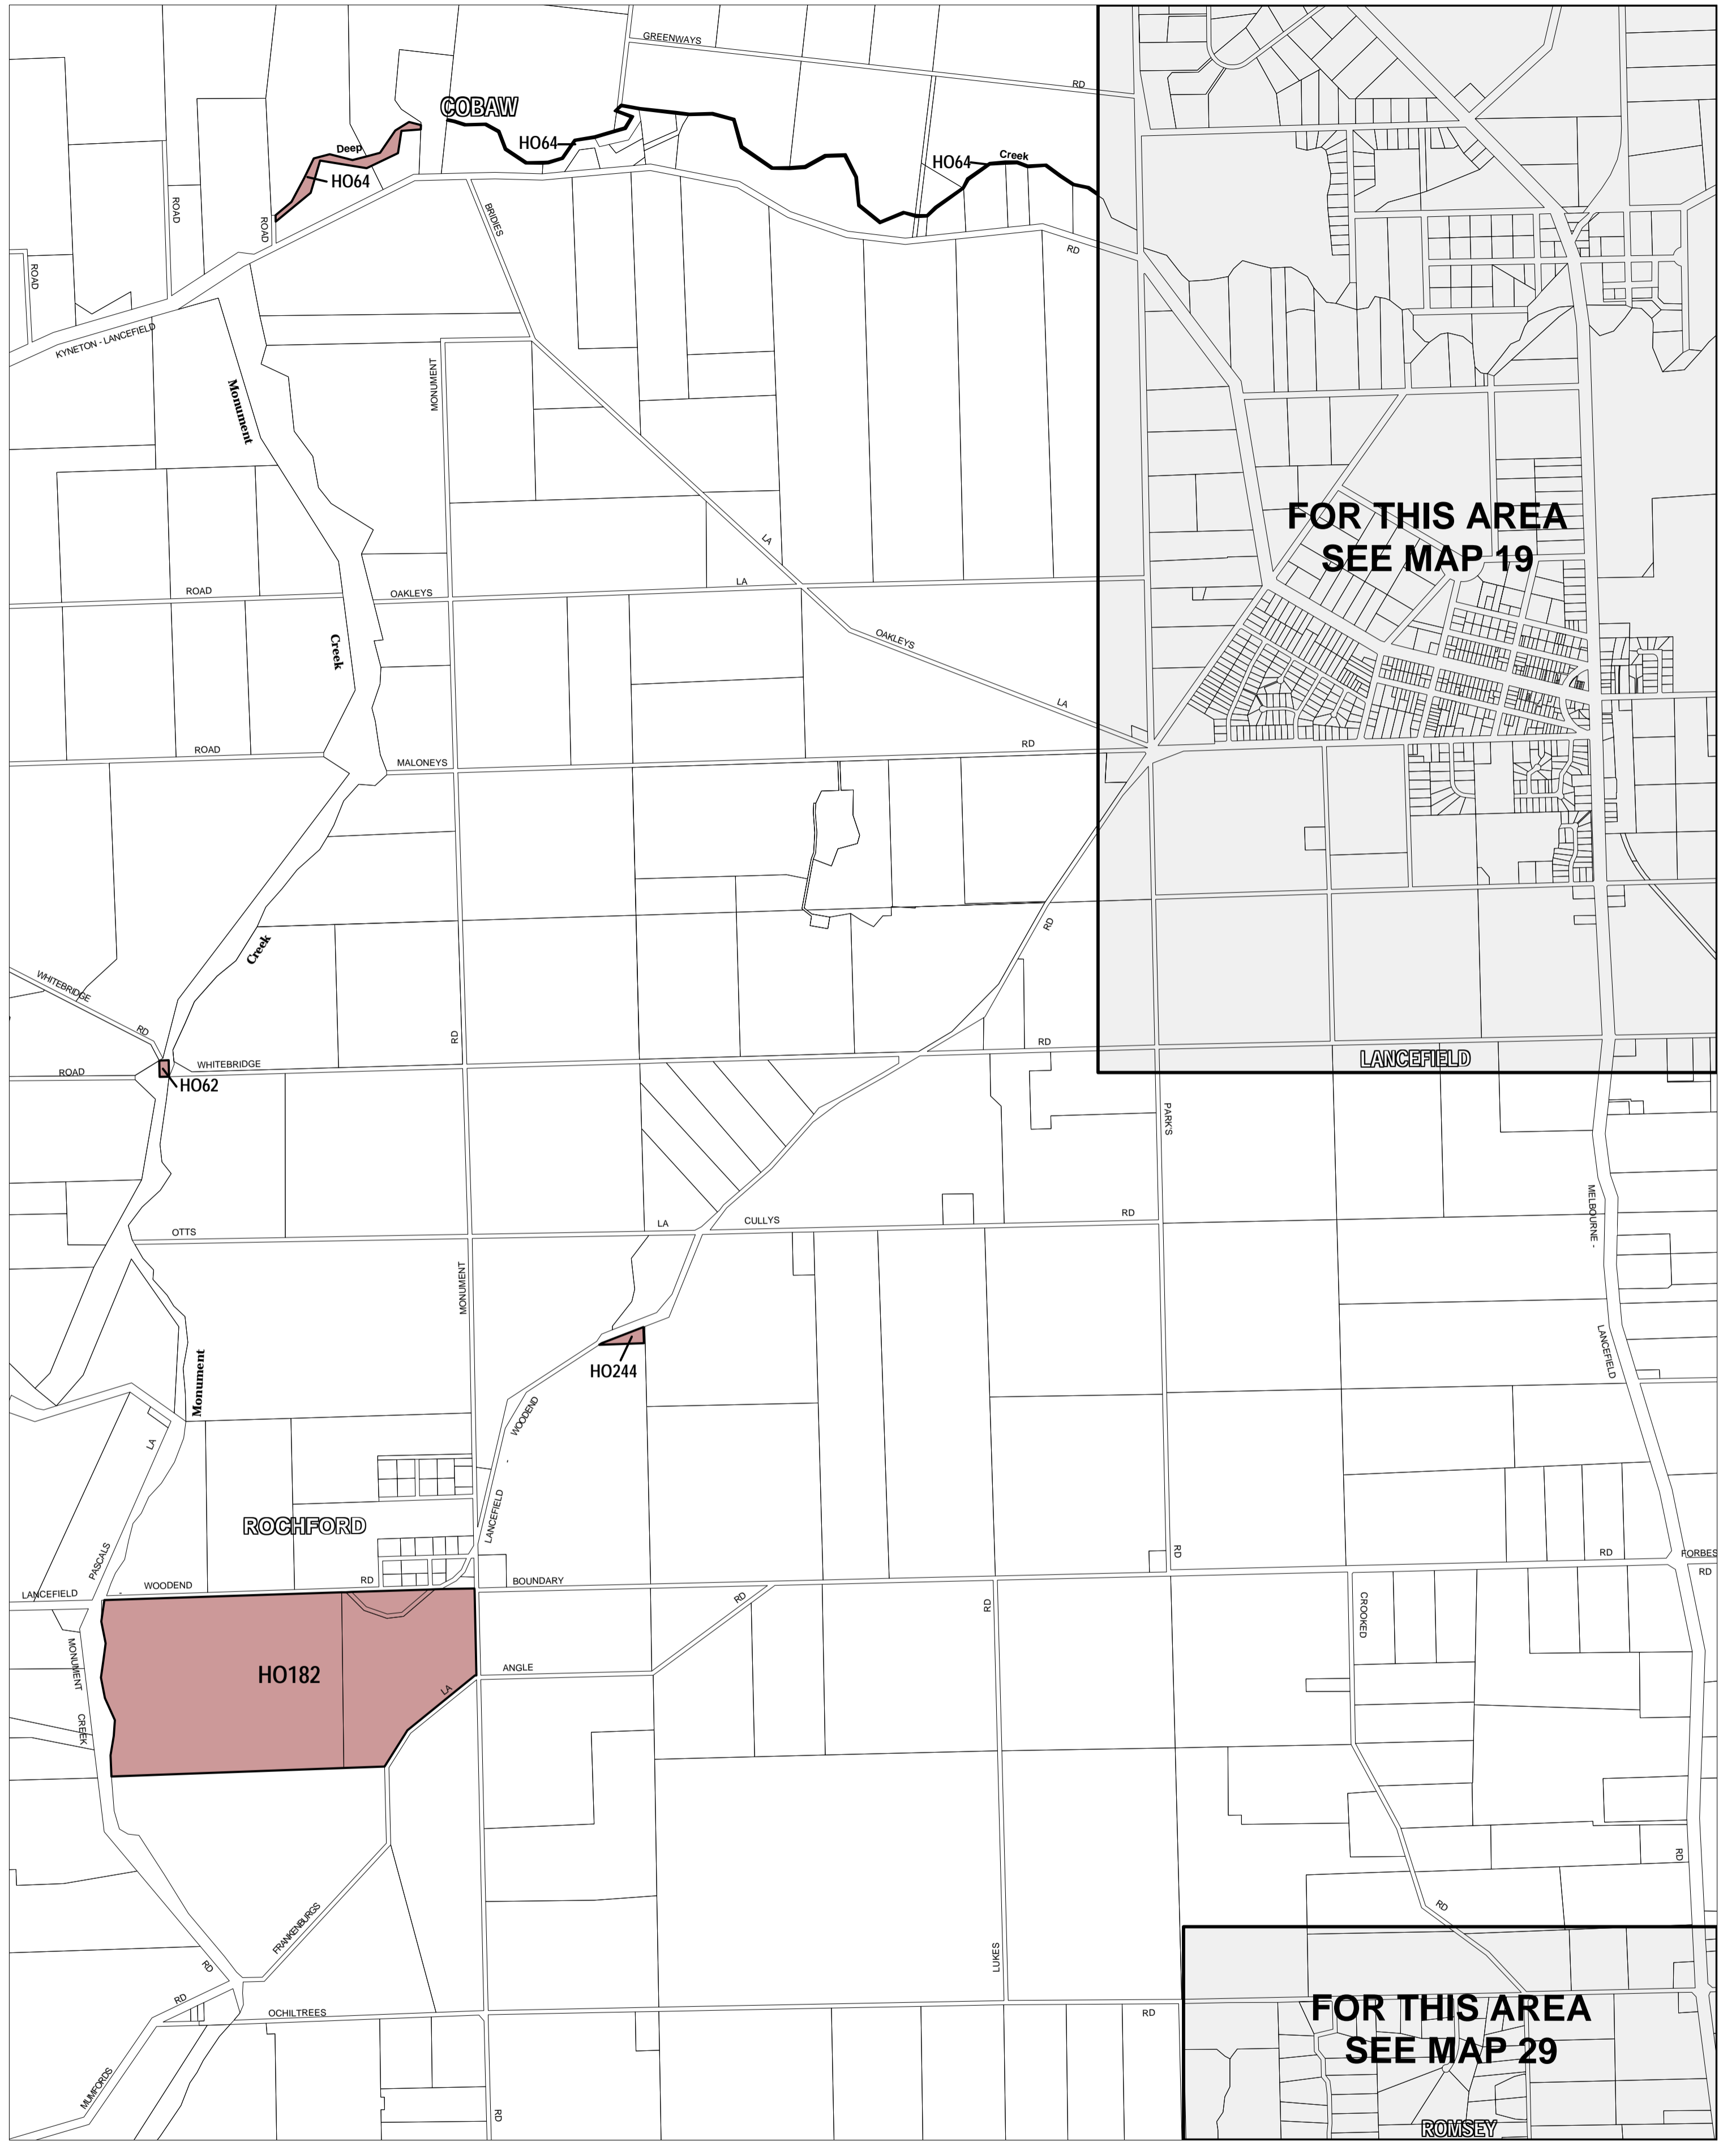 GREENWAYS
RD
COBAW
Deep
HO64
HO64
HO64
Creek
ROAD
ROAD
ROAD
BRIDIES
RD
KYNETON - LANCEFIELD
Monument
MONUMENT
FOR THIS AREA
SEE MAP 19
LA
LA
ROAD
OAKLEYS
Creek
OAKLEYS
LA
ROAD
MALONEYS
RD
Creek
RD
WHITEBRIDGE
RD
RD
RD
WHITEBRIDGE
ROAD
HO62
LANCEFIELD
PARK'S
MELBOURNE -
OTTS
LA
CULLYS
RD
MONUMENT
Monument
HO244
LANCEFIELD
WOODEND
-
LA
LANCEFIELD
ROCHFORD
PASCALS
RD
RD
FORBES
RD
LANCEFIELD
-
WOODEND
RD
BOUNDARY
RD
RD
CROOKED
MONUMENT
CREEK
HO182
ANGLE
LA
RD
RD
FRANKENBURGS
LUKES
RD
RD
OCHILTREES
RD
MUMFORDS
RD
FOR THIS AREA
SEE MAP 29
ROMSEY